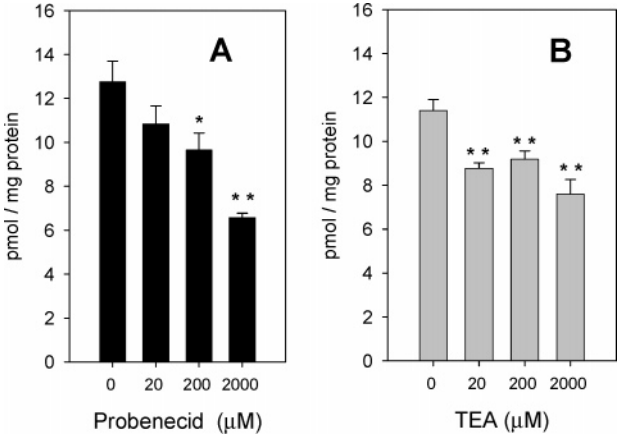 A
pmol / mg protein
16
14
12
10
8
6
4
2
0
*
* *
0 20 200 2000
Probenecid (μM)
B
pmol / mg protein
16
14
12
10
8
6
4
2
0
* *
* *
* *
0 20 200 2000
TEA (μM)